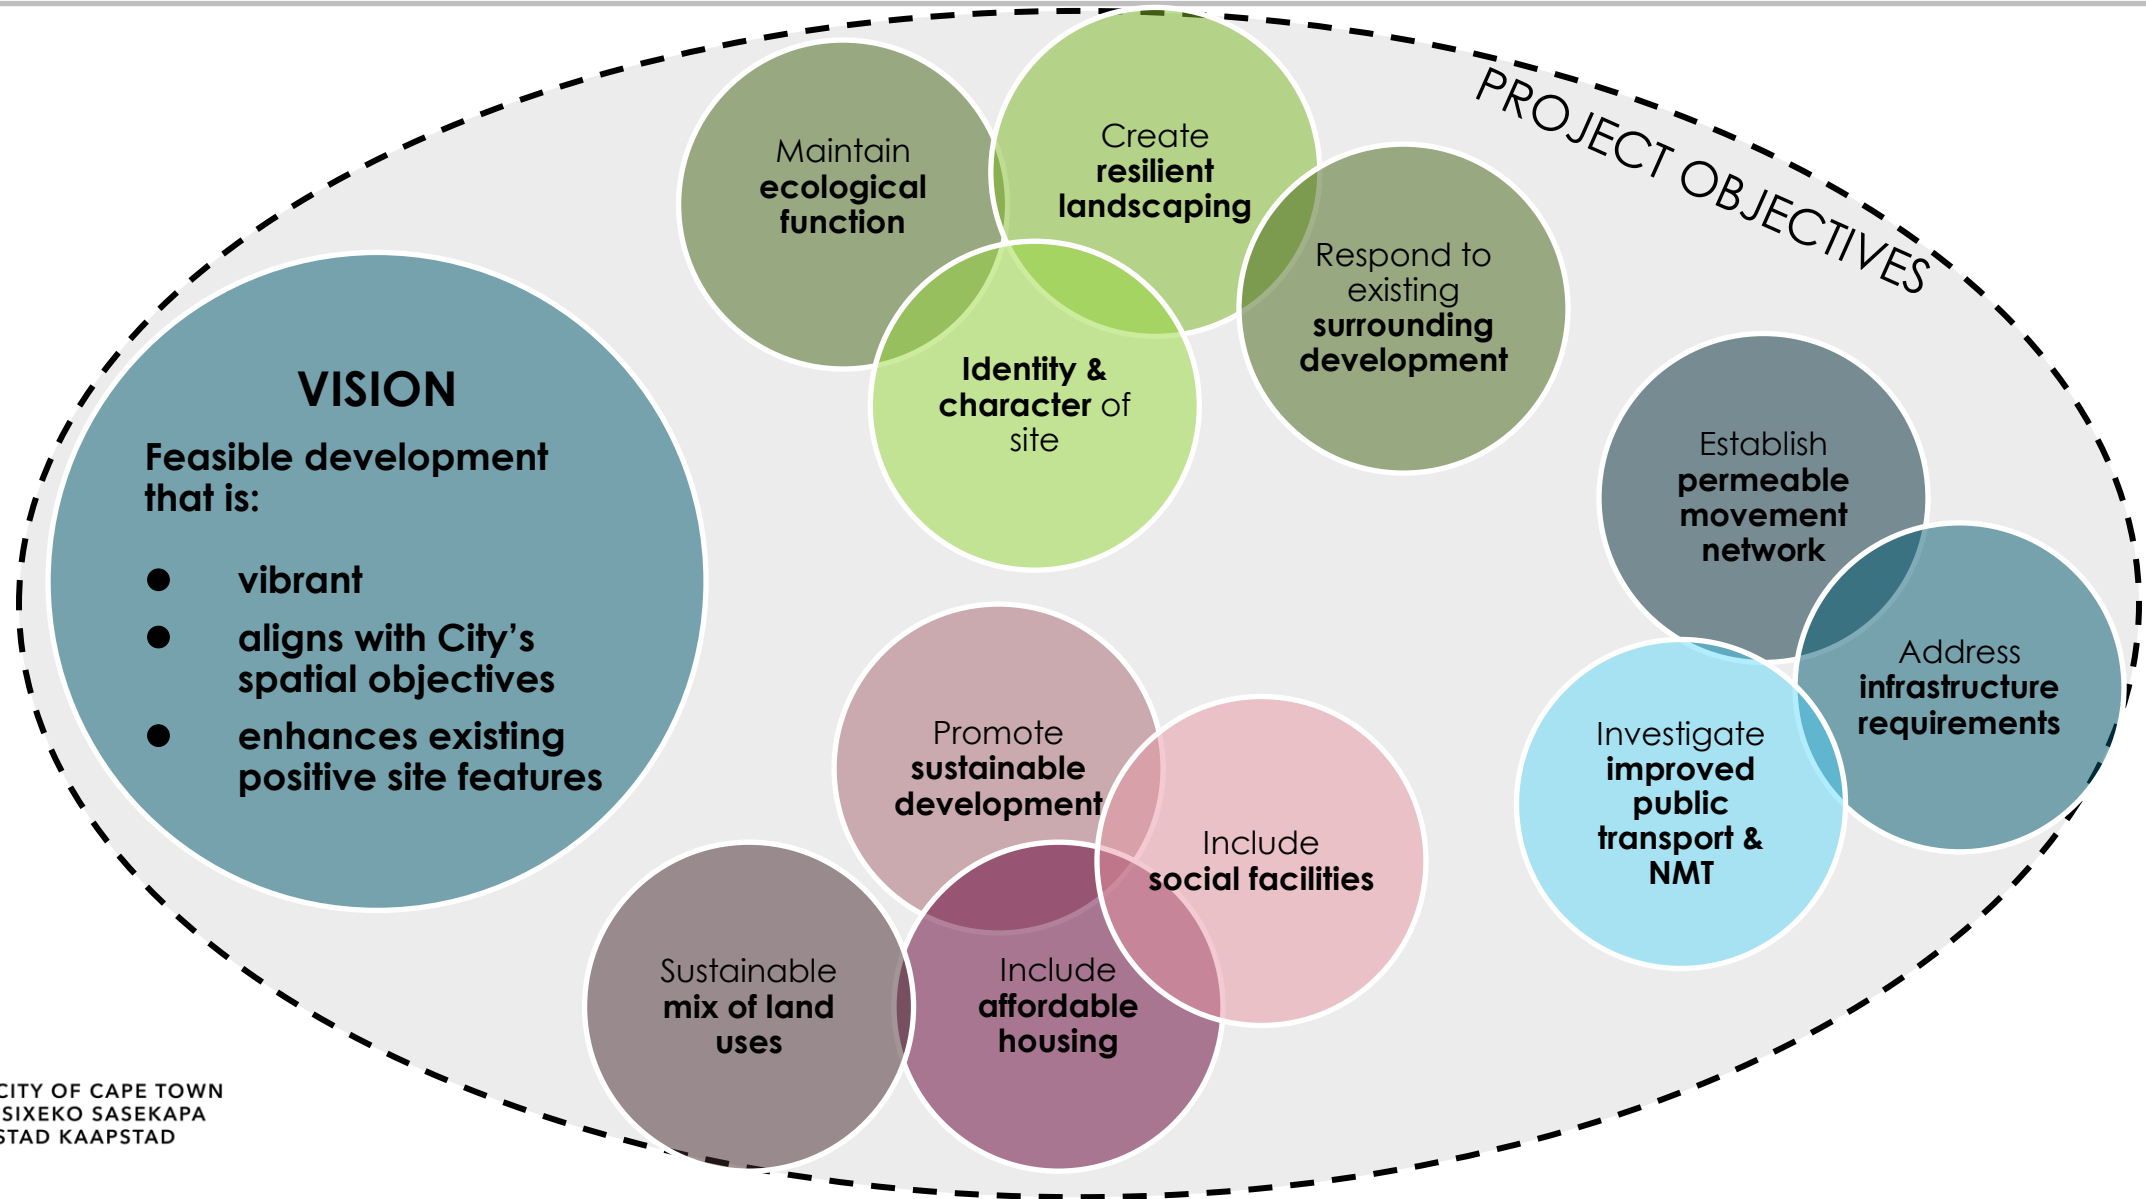 PROJECT OBJECTIVES
Maintain
ecological
function
Create
resilient
landscaping
Respond to
existing
surrounding
development
Identity &
character of
site
VISION
Feasible development
that is:
● vibrant
● aligns with City’s
spatial objectives
● enhances existing
positive site features
Establish
permeable
movement
network
Address
infrastructure
requirements
Investigate
improved
public
transport &
NMT
Promote
sustainable
development
Include
social facilities
Sustainable
mix of land
uses
Include
affordable
housing
CITY OF CAPE TOWN
SIXEKO SASEKAPA
STAD KAAPSTAD